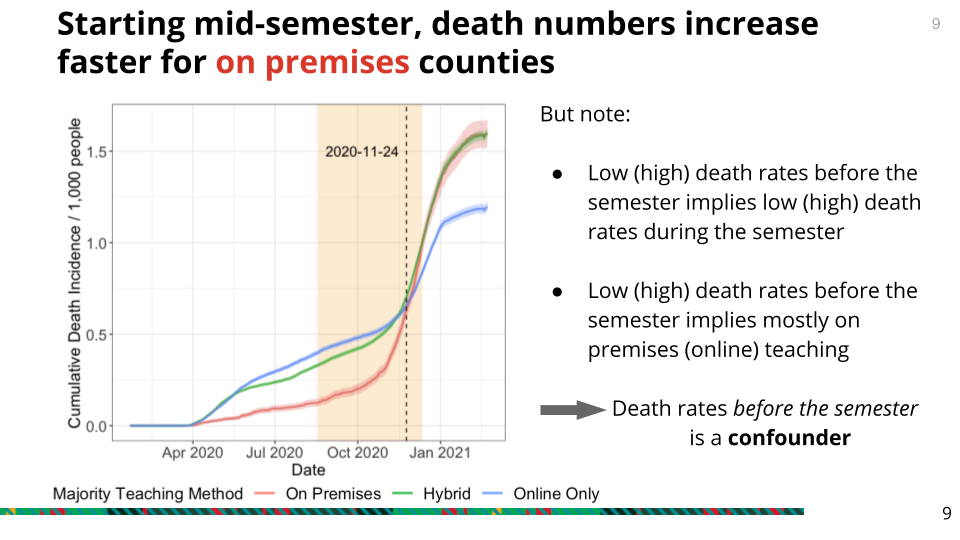 Starting mid-semester, death numbers increase
faster for on premises counties
9
But note:
● Low (high) death rates before the
semester implies low (high) death
rates during the semester
● Low (high) death rates before the
semester implies mostly on
premises (online) teaching
Death rates before the semester
is a confounder
Cumulative Death Incidence / 1,000 people
1.5
1.0
0.5
0.0
2020-11-24
Apr 2020 Jul 2020 Oct 2020 Jan 2021
Date
Majority Teaching Method On Premises Hybrid Online Only
9